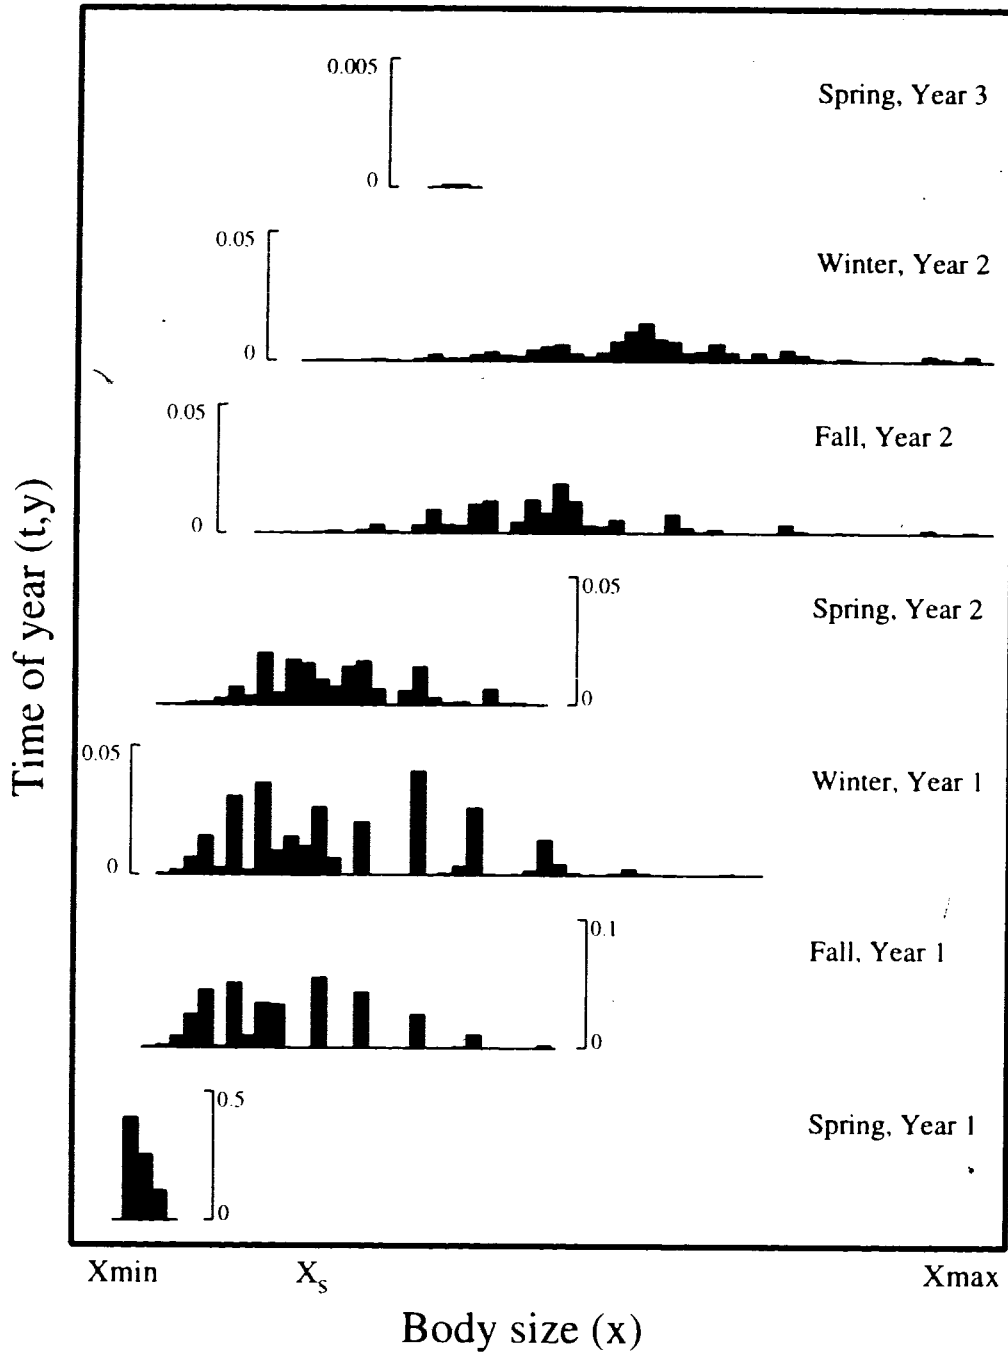 0.005
Spring, Year 3
0
0.05
Winter, Year 2
0
0.05
Fall, Year 2
0
0.05
Spring, Year 2
0
0.05
Winter, Year 1
0
0.1
Fall, Year 1
0
0.5
Spring, Year 1
0
Time of year (t,y)
Xmin
Xs
Xmax
Body size (x)